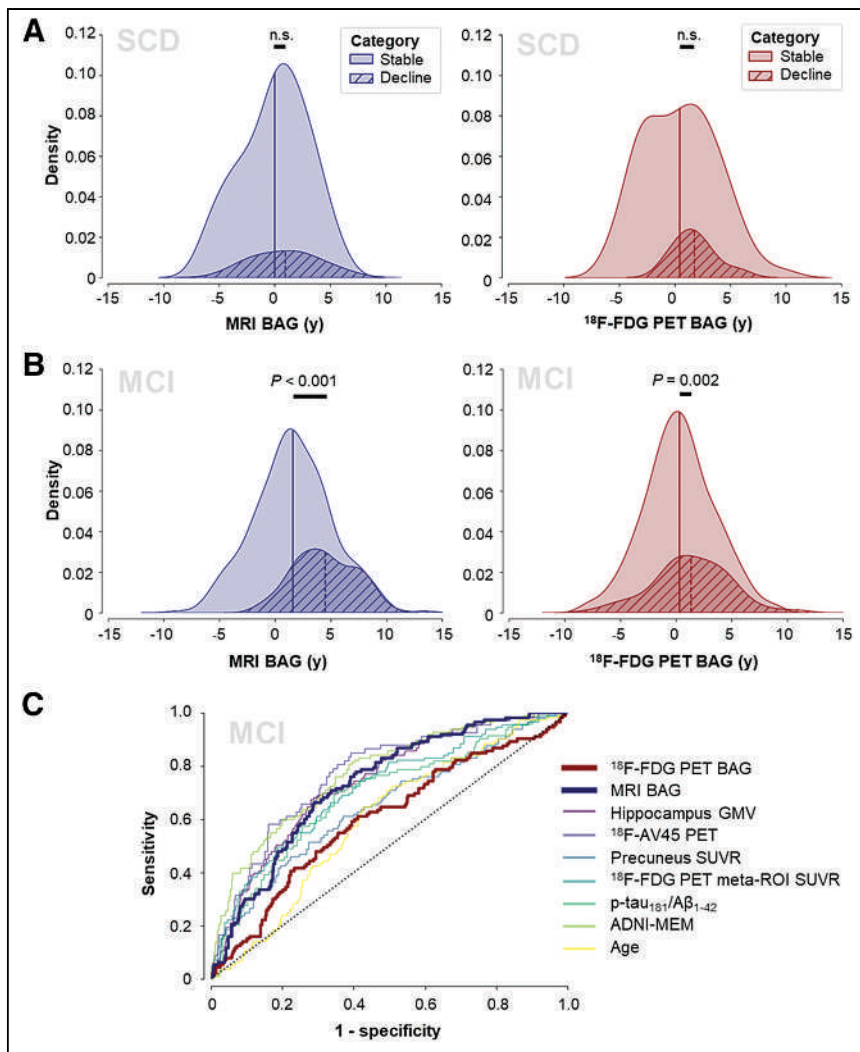 A
SCD
n.s.
Category
Stable
Decline
0.12
0.10
0.08
0.06
0.04
0.02
0
Density
-15
-10
-5
0
5
10
15
MRI BAG (y)
n.s.
Category
Stable
Decline
0.12
0.10
0.08
0.06
0.04
0.02
0
-15
-10
-5
0
5
10
15
¹⁸F-FDG PET BAG (y)
B
MCI
P < 0.001
0.12
0.10
0.08
0.06
0.04
0.02
0
Density
-15
-10
-5
0
5
10
15
MRI BAG (y)
P = 0.002
0.12
0.10
0.08
0.06
0.04
0.02
0
-15
-10
-5
0
5
10
15
¹⁸F-FDG PET BAG (y)
C
MCI
1.0
0.8
0.6
0.4
0.2
0
Sensitivity
0
0.2
0.4
0.6
0.8
1.0
1 - specificity
¹⁸F-FDG PET BAG
MRI BAG
Hippocampus GMV
¹⁸F-AV45 PET
Precuneus SUVR
¹⁸F-FDG PET meta-ROI SUVR
p-tau₁₈₁/Aβ₁₋₄₂
ADNI-MEM
Age